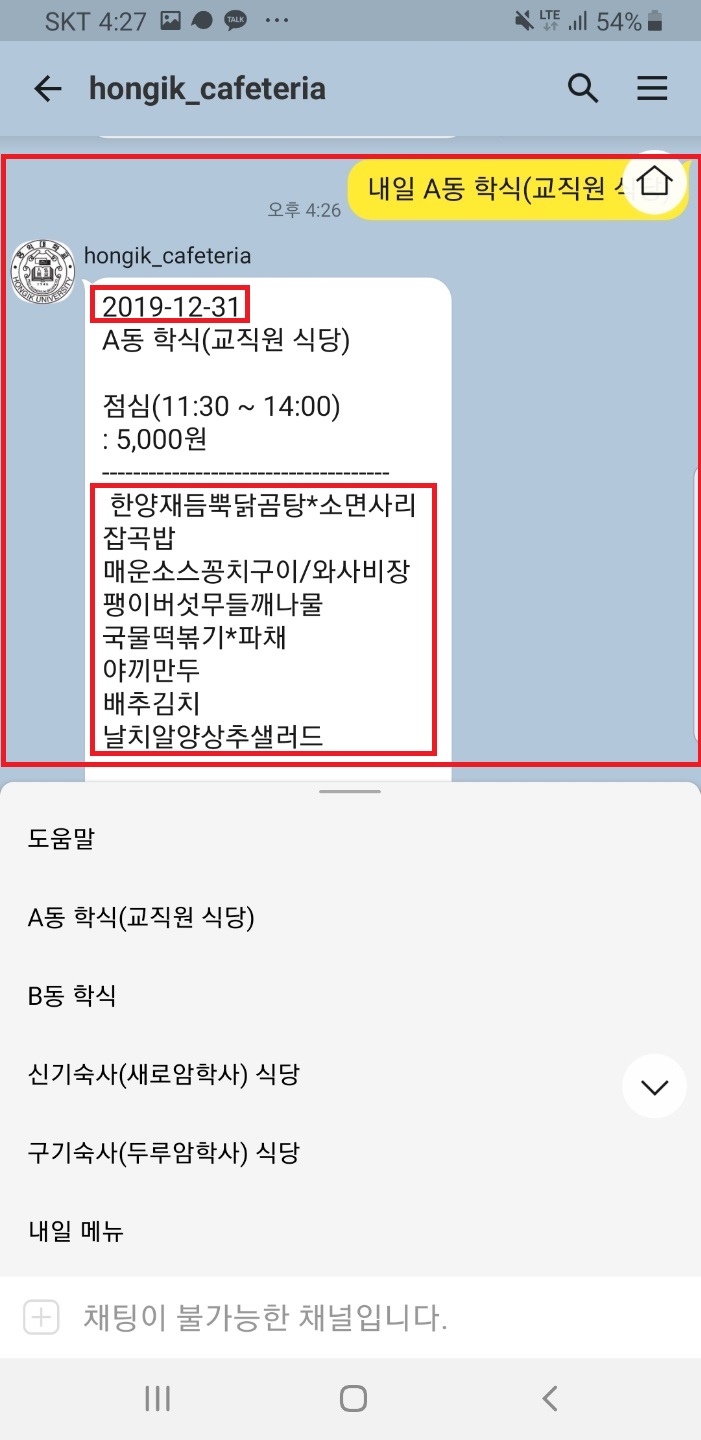 SKT 4:27 TALK ... LTE 54%
hongik_cafeteria
내일 A동 학식(교직원 식당)
오후 4:26
hongik_cafeteria
HONGIK UNIVERSITY
2019-12-31
A동 학식(교직원 식당)
점심(11:30 ~ 14:00)
: 5,000원
-------------------------------------
한양재듬뿍닭곰탕*소면사리
잡곡밥
매운소스꽁치구이/와사비장
팽이버섯무들깨나물
국물떡볶기*파채
야끼만두
배추김치
날치알양상추샐러드
도움말
A동 학식(교직원 식당)
B동 학식
신기숙사(새로암학사) 식당
구기숙사(두루암학사) 식당
내일 메뉴
채팅이 불가능한 채널입니다.